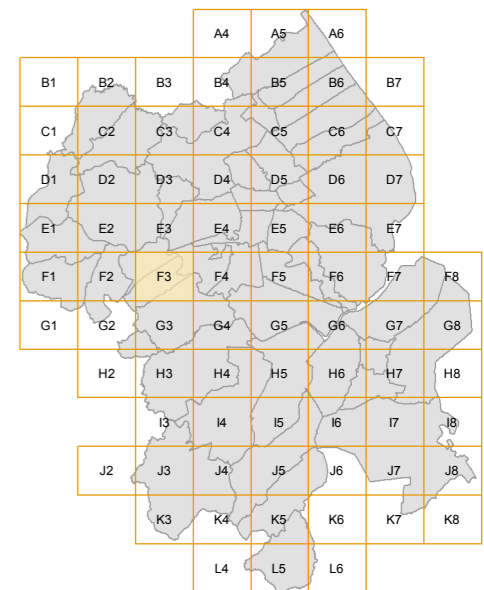 A4 A5 A6
B1 B2 B3 B4 B5 B6 B7
C1 C2 C3 C4 C5 C6 C7
D1 D2 D3 D4 D5 D6 D7
E1 E2 E3 E4 E5 E6 E7
F1 F2 F3 F4 F5 F6 F7 F8
G1 G2 G3 G4 G5 G6 G7 G8
H2 H3 H4 H5 H6 H7 H8
I3 I4 I5 I6 I7 I8
J2 J3 J4 J5 J6 J7 J8
K3 K4 K5 K6 K7 K8
L4 L5 L6